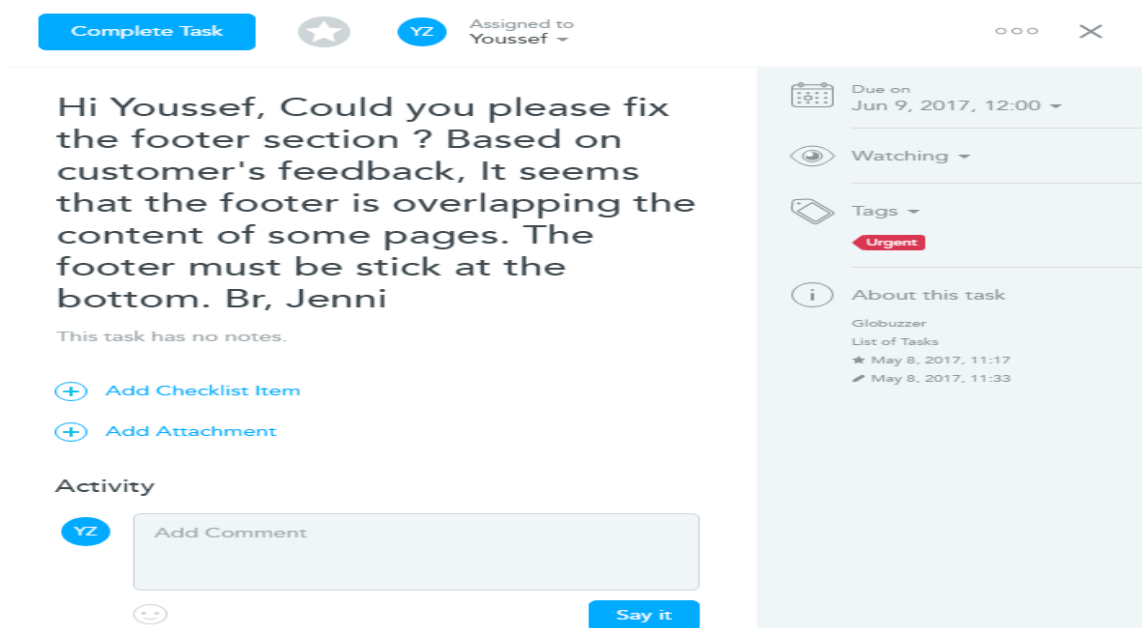 Complete Task
YZ
Assigned to
Youssef
Hi Youssef, Could you please fix
the footer section ? Based on
customer's feedback, It seems
that the footer is overlapping the
content of some pages. The
footer must be stick at the
bottom. Br, Jenni
This task has no notes.
Add Checklist Item
Add Attachment
Activity
YZ
Add Comment
Say it
Due on
Jun 9, 2017, 12:00
Watching
Tags
Urgent
About this task
Globuzzer
List of Tasks
May 8, 2017, 11:17
May 8, 2017, 11:33